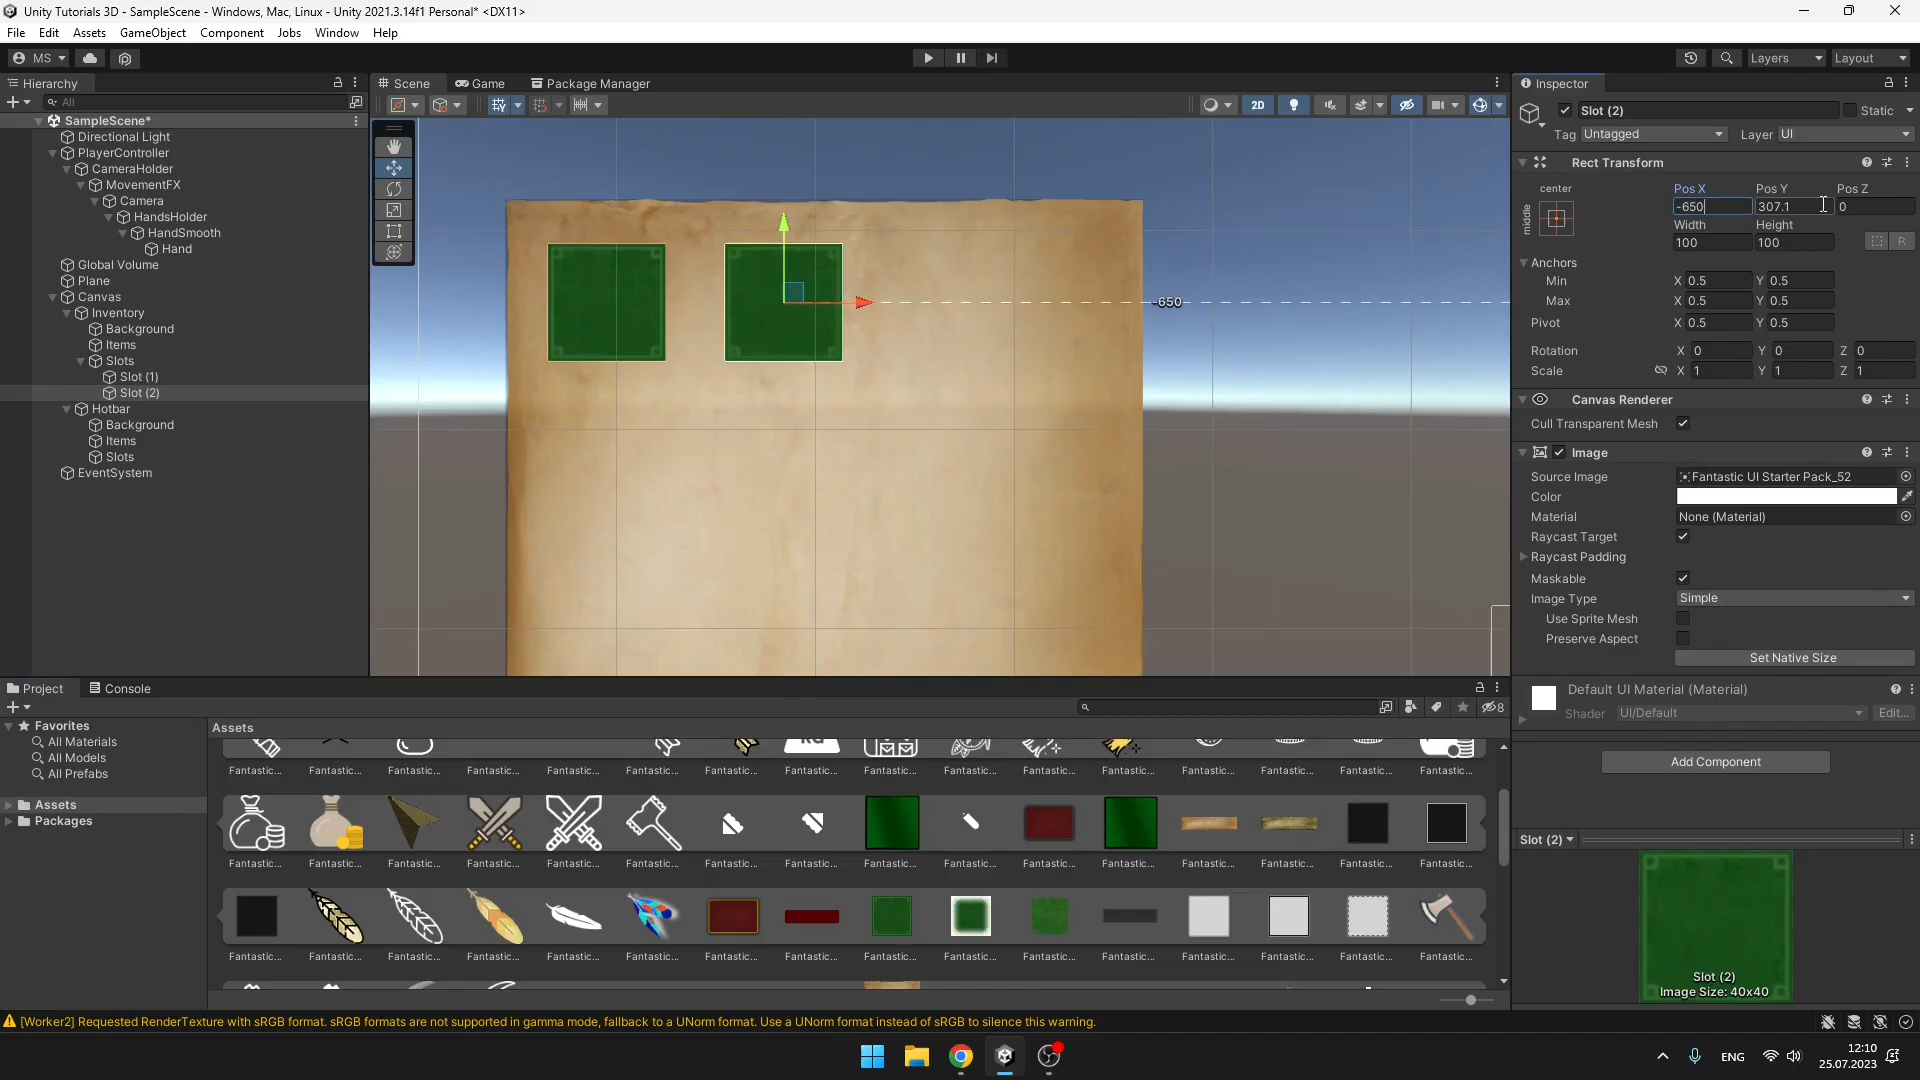 Unity Tutorials 3D - SampleScene - Windows, Mac, Linux - Unity 2021.3.14f1 Personal* <DX11>
File Edit Assets GameObject Component Jobs Window Help
MS Layers Layout
Hierarchy Scene Game Package Manager Inspector
All 2D Slot (2) Static
SampleScene* Tag Untagged Layer UI
Directional Light
PlayerController Rect Transform
CameraHolder
MovementFX center Pos X Pos Y Pos Z
Camera middle -650 307.1 0
HandsHolder Width Height
HandSmooth 100 100 R
Hand
Global Volume Anchors
Plane Min X 0.5 Y 0.5
Canvas -650 Max X 0.5 Y 0.5
Inventory Pivot X 0.5 Y 0.5
Background
Items Rotation X 0 Y 0 Z 0
Slots Scale X 1 Y 1 Z 1
Slot (1)
Slot (2) Canvas Renderer
Hotbar Cull Transparent Mesh
Background
Items Image
Slots Source Image Fantastic UI Starter Pack_52
EventSystem Color
Material None (Material)
Raycast Target
Raycast Padding
Maskable
Image Type Simple
Use Sprite Mesh
Preserve Aspect
Set Native Size
Project Console Default UI Material (Material)
8 Shader UI/Default Edit...
Favorites Assets
All Materials
All Models Add Component
All Prefabs
Fantastic... Fantastic... Fantastic... Fantastic... Fantastic... Fantastic... Fantastic... Fantastic... Fantastic... Fantastic... Fantastic... Fantastic... Fantastic... Fantastic... Fantastic... Fantastic...
Assets
Packages
Slot (2)
Fantastic... Fantastic... Fantastic... Fantastic... Fantastic... Fantastic... Fantastic... Fantastic... Fantastic... Fantastic... Fantastic... Fantastic... Fantastic... Fantastic... Fantastic... Fantastic...
Fantastic... Fantastic... Fantastic... Fantastic... Fantastic... Fantastic... Fantastic... Fantastic... Fantastic... Fantastic... Fantastic... Fantastic... Fantastic... Fantastic... Fantastic... Fantastic...
Slot (2)
Image Size: 40x40
[Worker2] Requested RenderTexture with sRGB format. sRGB formats are not supported in gamma mode, fallback to a UNorm format. Use a UNorm format instead of sRGB to silence this warning.
ENG 12:10
25.07.2023